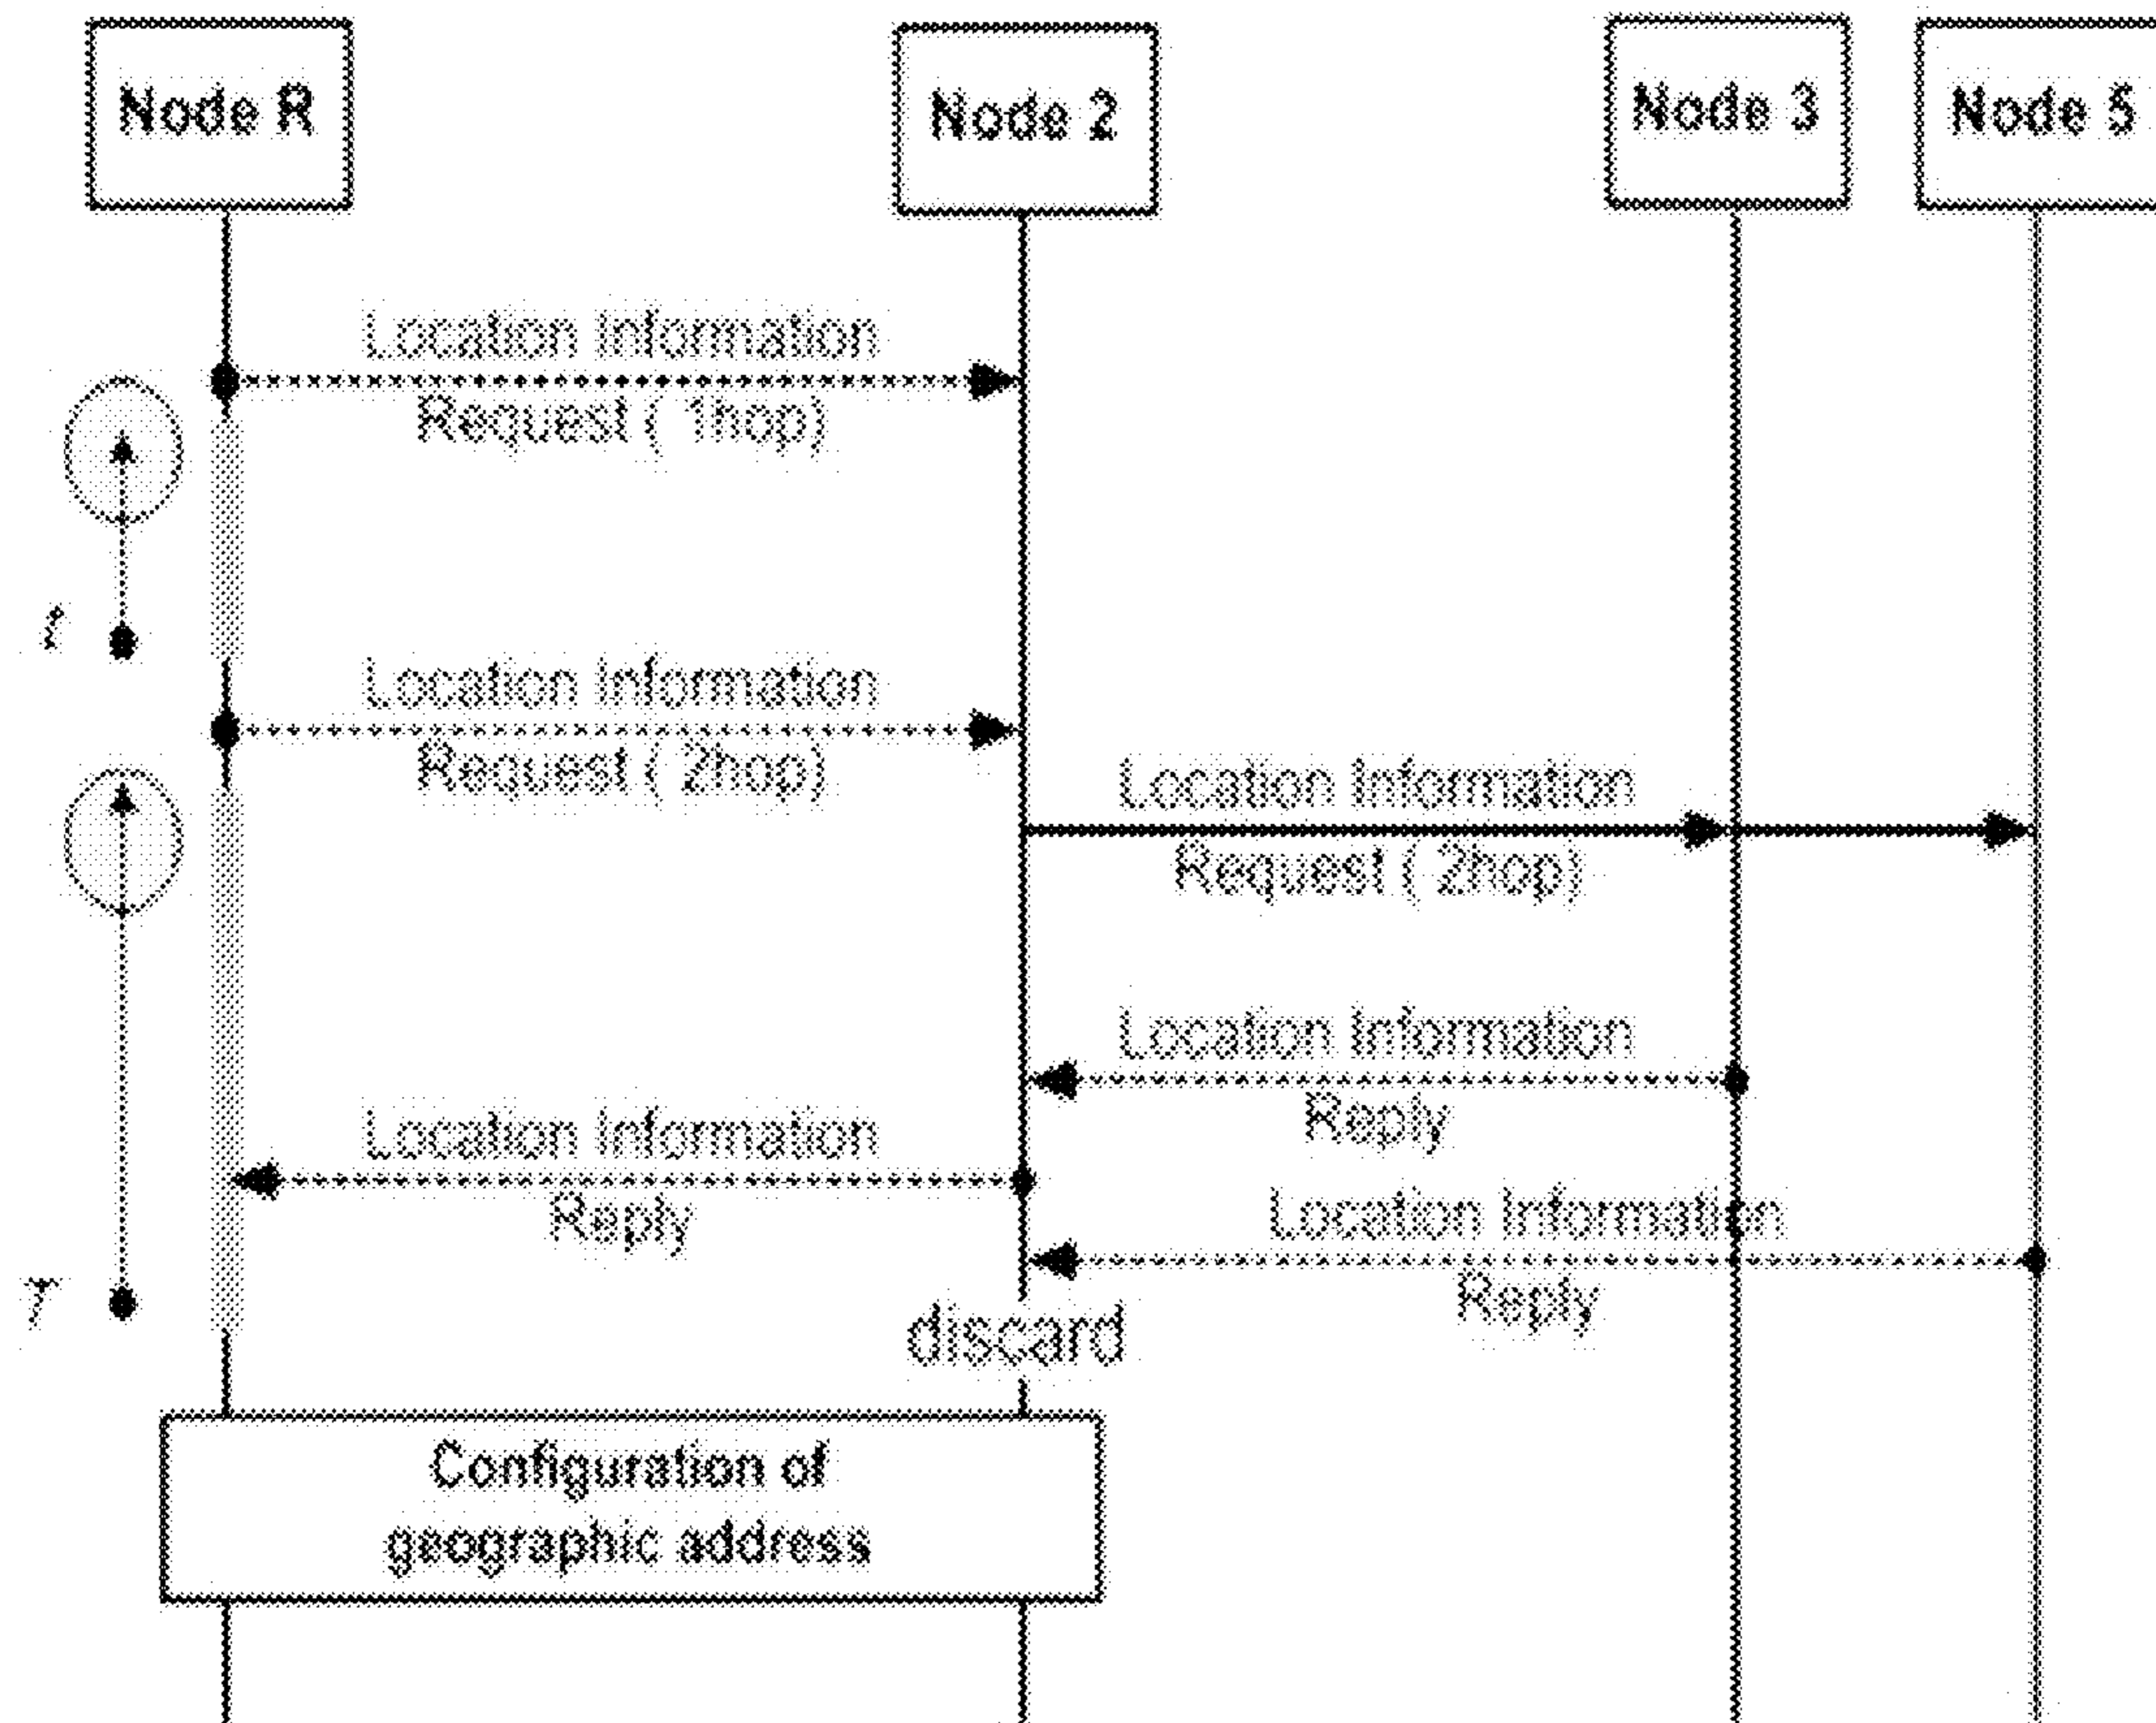 Node R
Node 2
Node 3
Node 5
Location Information
Request ( 1hop)
t
Location Information
Request ( 2hop)
Location Information
Request ( 2hop)
Location Information
Reply
Location Information
Reply
Location Information
Reply
T
discard
Configuration of
geographic address